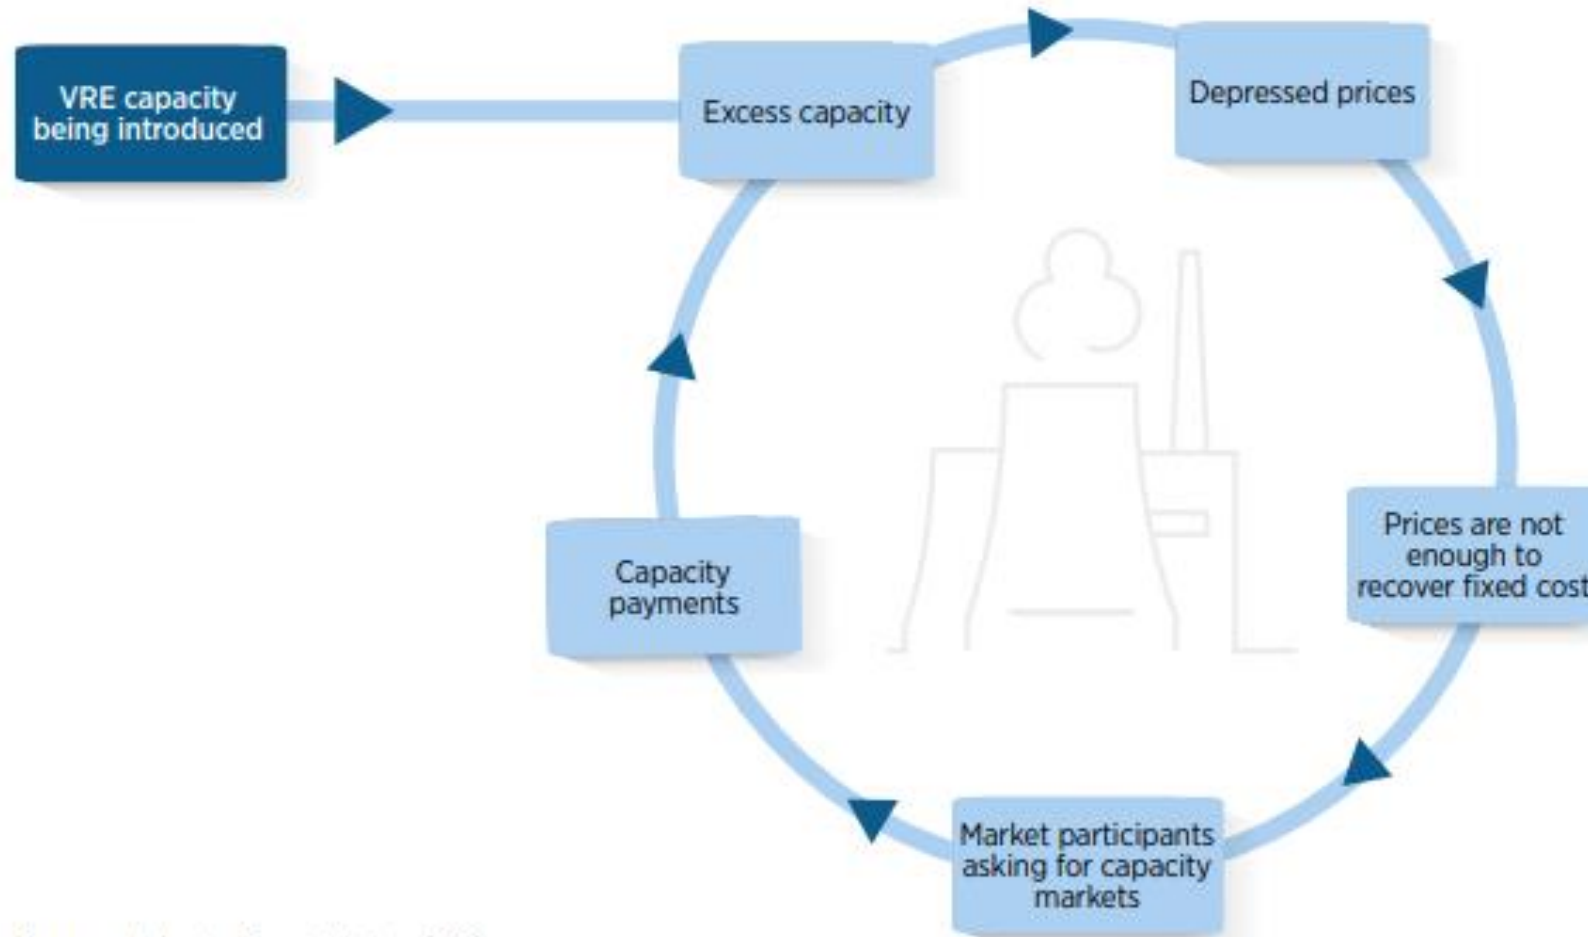 VRE capacity
being introduced
Excess capacity
Depressed prices
Prices are not
enough to
recover fixed cost
Market participants
asking for capacity
markets
Capacity
payments